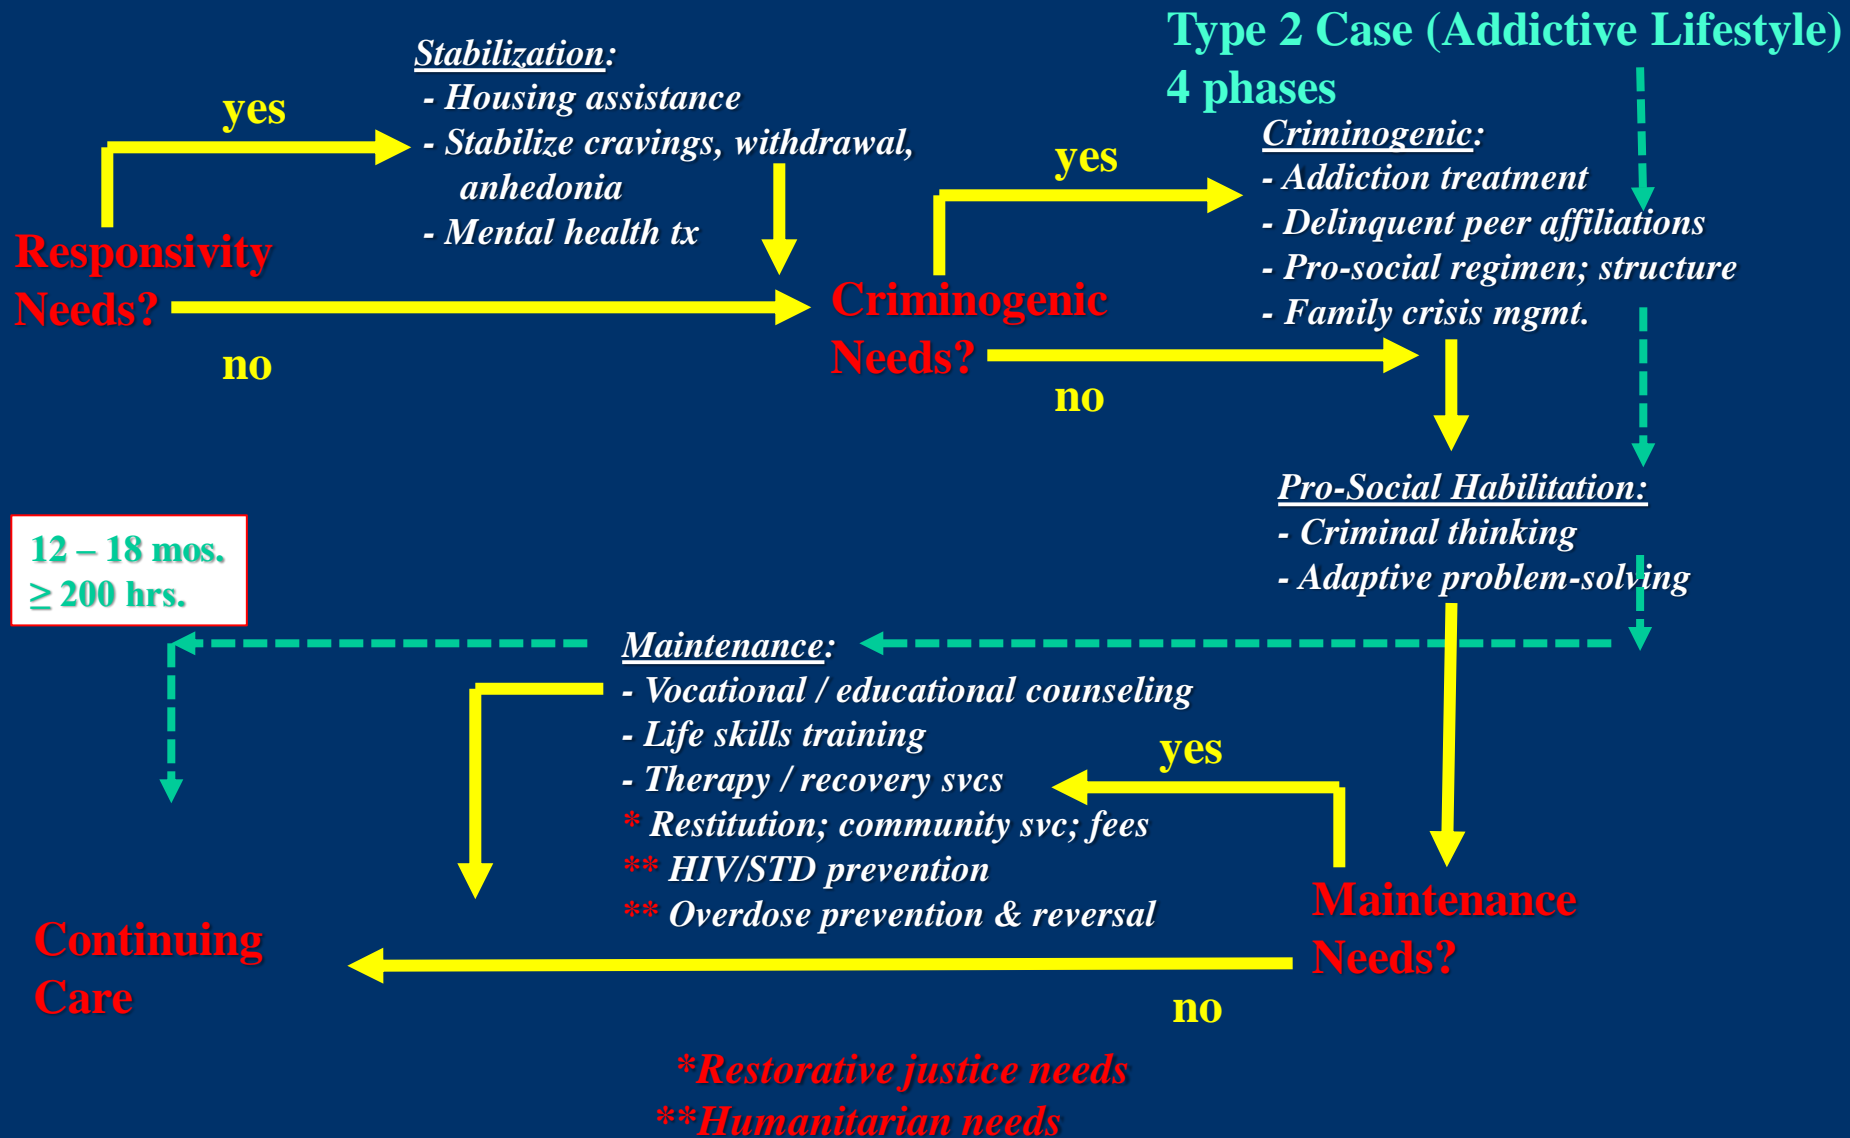 Type 2 Case (Addictive Lifestyle)
4 phases
Stabilization:
- Housing assistance
- Stabilize cravings, withdrawal,
anhedonia
- Mental health tx
yes
Responsivity
Needs?
no
yes
Criminogenic
Needs?
no
Criminogenic:
- Addiction treatment
- Delinquent peer affiliations
- Pro-social regimen; structure
- Family crisis mgmt.
Pro-Social Habilitation:
- Criminal thinking
- Adaptive problem-solving
12 – 18 mos.
≥ 200 hrs.
Maintenance:
- Vocational / educational counseling
- Life skills training
- Therapy / recovery svcs
* Restitution; community svc; fees
** HIV/STD prevention
** Overdose prevention & reversal
yes
Maintenance
Needs?
no
Continuing
Care
*Restorative justice needs
**Humanitarian needs